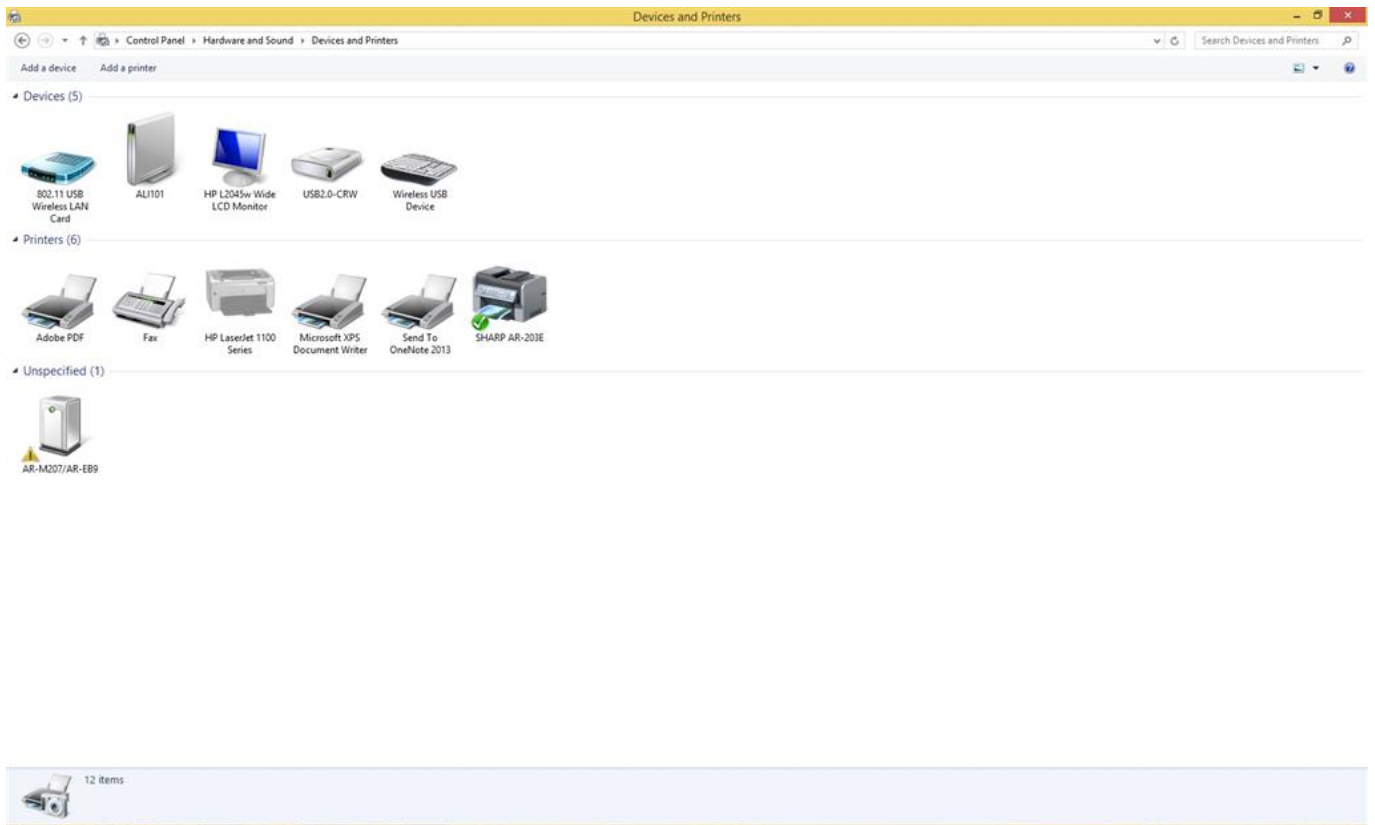 Devices and Printers
Control Panel › Hardware and Sound › Devices and Printers
Search Devices and Printers
Add a device Add a printer
Devices (5)
802.11 USB Wireless LAN Card
ALI101
HP L2045w Wide LCD Monitor
USB2.0-CRW
Wireless USB Device
Printers (6)
Adobe PDF
Fax
HP LaserJet 1100 Series
Microsoft XPS Document Writer
Send To OneNote 2013
SHARP AR-203E
Unspecified (1)
AR-M207/AR-EB9
12 items